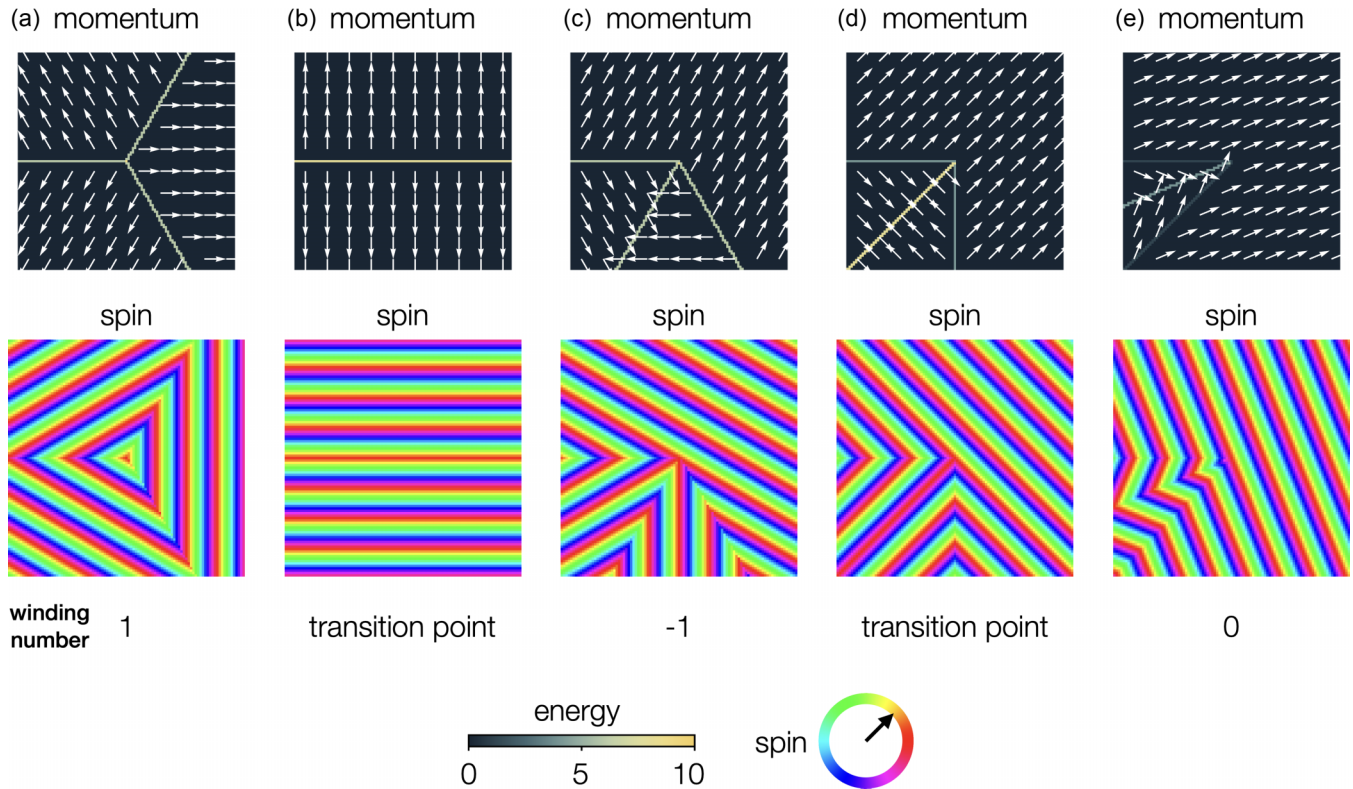 (a) momentum
(b) momentum
(c) momentum
(d) momentum
(e) momentum
spin
spin
spin
spin
spin
winding
number
1
transition point
-1
transition point
0
energy
0
5
10
spin